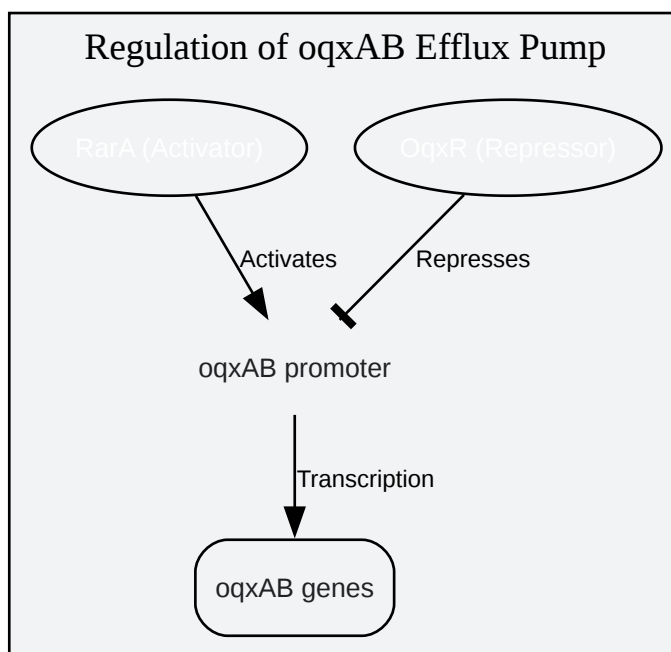 Regulation of oqxAB Efflux Pump
RarA (Activator)
OqxR (Repressor)
Activates
Represses
oqxAB promoter
Transcription
oqxAB genes